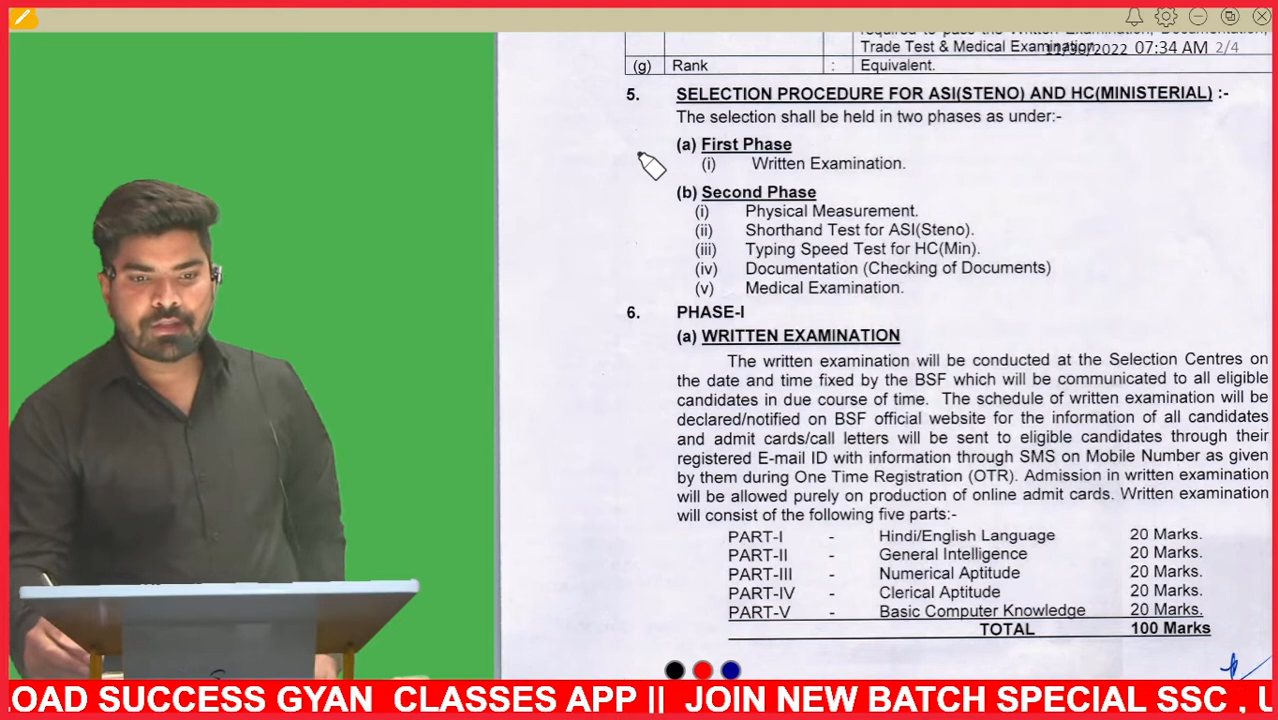 required to pass the Written Examination, Documentation,
Trade Test & Medical Examination.
07:34 AM 2/4
(g) Rank : Equivalent.
5. SELECTION PROCEDURE FOR ASI(STENO) AND HC(MINISTERIAL) :-
The selection shall be held in two phases as under:-
(a) First Phase
(i) Written Examination.
(b) Second Phase
(i) Physical Measurement.
(ii) Shorthand Test for ASI(Steno).
(iii) Typing Speed Test for HC(Min).
(iv) Documentation (Checking of Documents)
(v) Medical Examination.
6. PHASE-I
(a) WRITTEN EXAMINATION
The written examination will be conducted at the Selection Centres on
the date and time fixed by the BSF which will be communicated to all eligible
candidates in due course of time. The schedule of written examination will be
declared/notified on BSF official website for the information of all candidates
and admit cards/call letters will be sent to eligible candidates through their
registered E-mail ID with information through SMS on Mobile Number as given
by them during One Time Registration (OTR). Admission in written examination
will be allowed purely on production of online admit cards. Written examination
will consist of the following five parts:-
PART-I - Hindi/English Language 20 Marks.
PART-II - General Intelligence 20 Marks.
PART-III - Numerical Aptitude 20 Marks.
PART-IV - Clerical Aptitude 20 Marks.
PART-V - Basic Computer Knowledge 20 Marks.
TOTAL 100 Marks
OAD SUCCESS GYAN CLASSES APP || JOIN NEW BATCH SPECIAL SSC , U